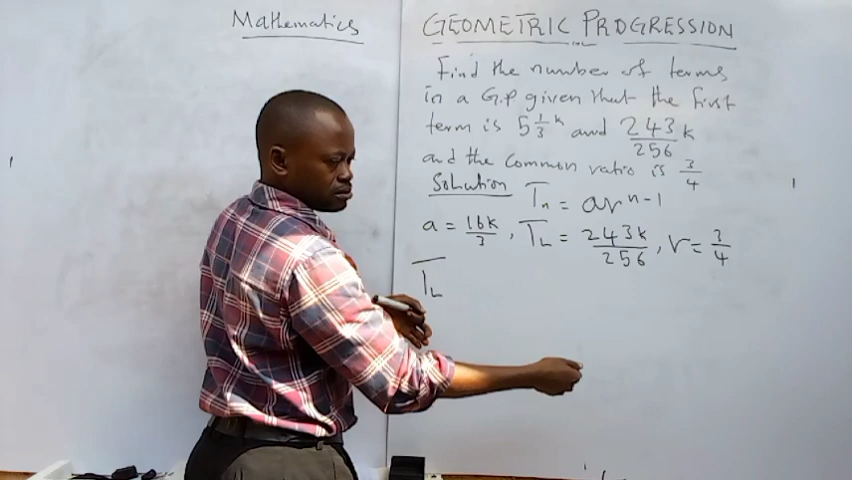 Mathematics
GEOMETRIC PROGRESSION
Find the number of terms
in a G.P given that the first
term is 5 1/3 k and 243/256 k
and the common ratio is 3/4
Solution Tn = ar^n-1
a = 16k/3, TL = 243k/256, r = 3/4
TL